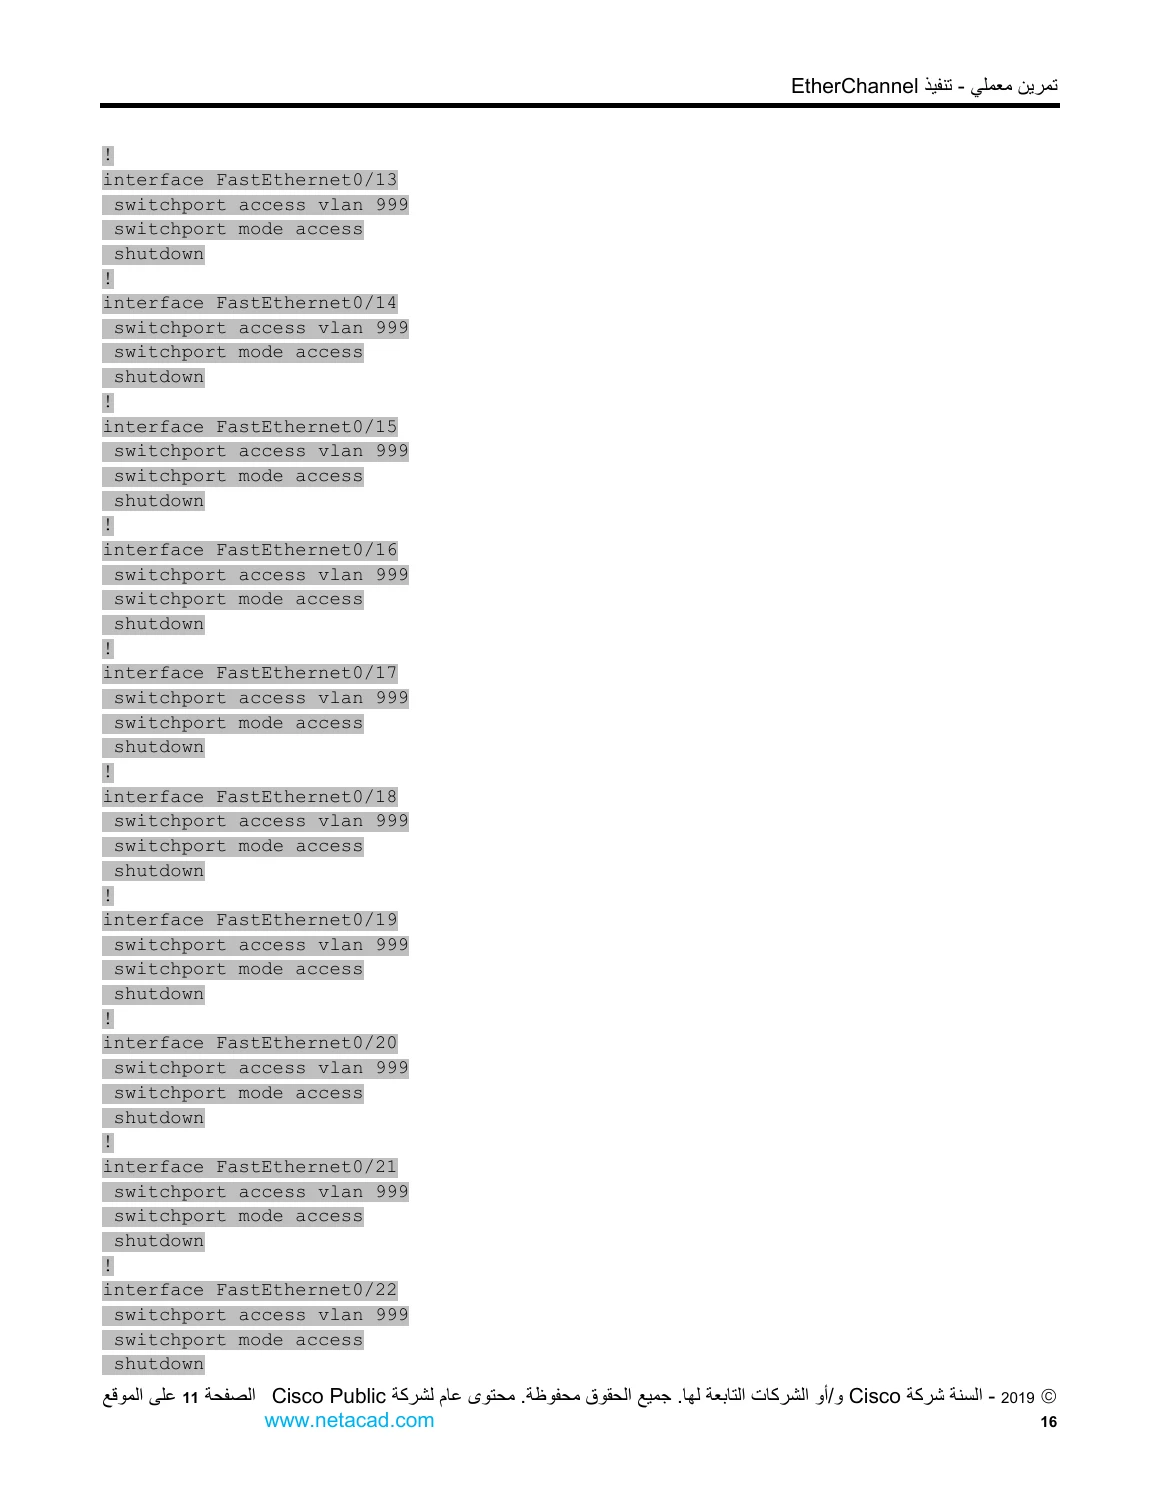 تمرين معملي - تنفيذ EtherChannel
!
interface FastEthernet0/13
 switchport access vlan 999
 switchport mode access
 shutdown
!
interface FastEthernet0/14
 switchport access vlan 999
 switchport mode access
 shutdown
!
interface FastEthernet0/15
 switchport access vlan 999
 switchport mode access
 shutdown
!
interface FastEthernet0/16
 switchport access vlan 999
 switchport mode access
 shutdown
!
interface FastEthernet0/17
 switchport access vlan 999
 switchport mode access
 shutdown
!
interface FastEthernet0/18
 switchport access vlan 999
 switchport mode access
 shutdown
!
interface FastEthernet0/19
 switchport access vlan 999
 switchport mode access
 shutdown
!
interface FastEthernet0/20
 switchport access vlan 999
 switchport mode access
 shutdown
!
interface FastEthernet0/21
 switchport access vlan 999
 switchport mode access
 shutdown
!
interface FastEthernet0/22
 switchport access vlan 999
 switchport mode access
 shutdown
© 2019 - السنة شركة Cisco و/أو الشركات التابعة لها. جميع الحقوق محفوظة. محتوى عام لشركة Cisco Public الصفحة 11 على الموقع
16 www.netacad.com